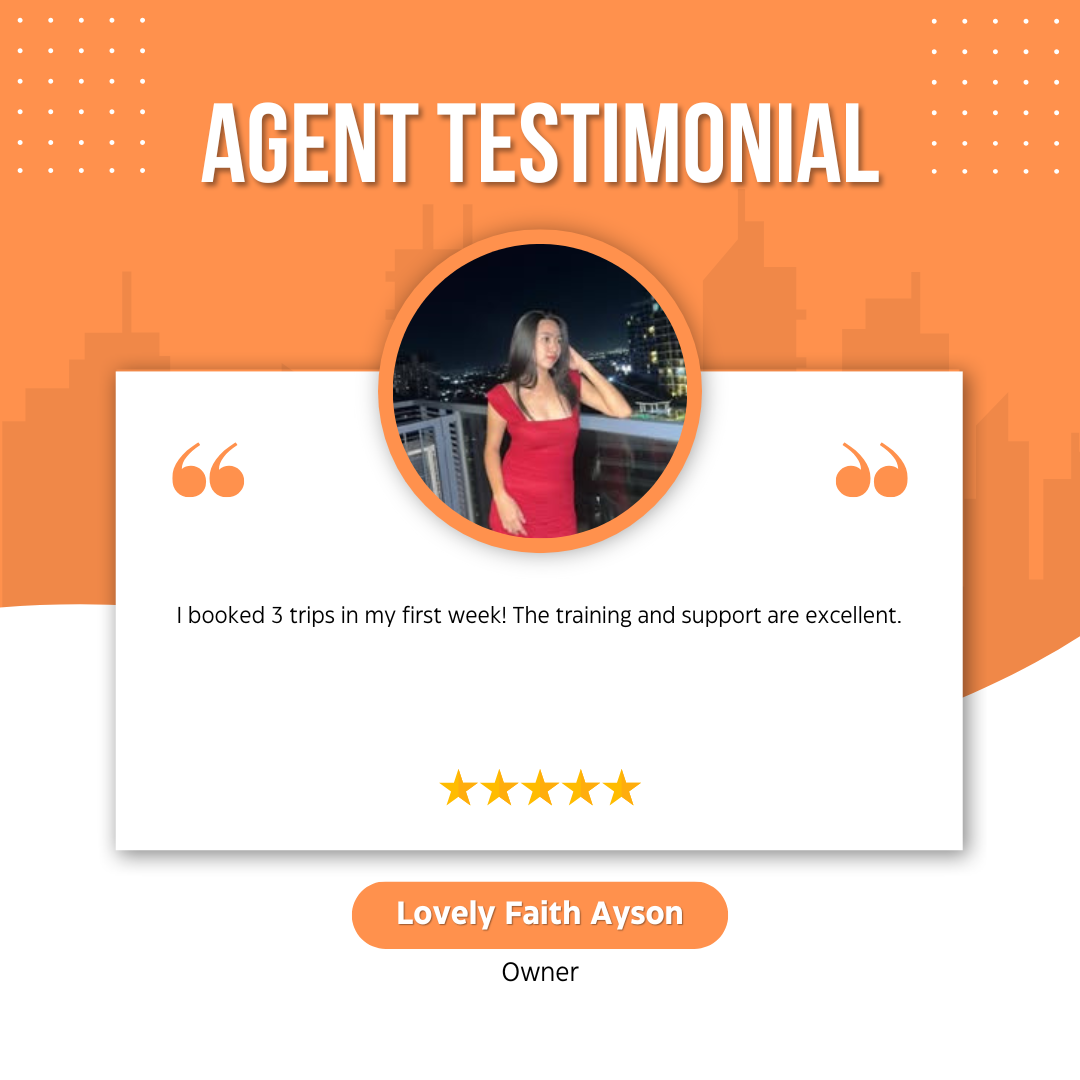 AGENT TESTIMONIAL
I booked 3 trips in my first week! The training and support are excellent.
Lovely Faith Ayson
Owner